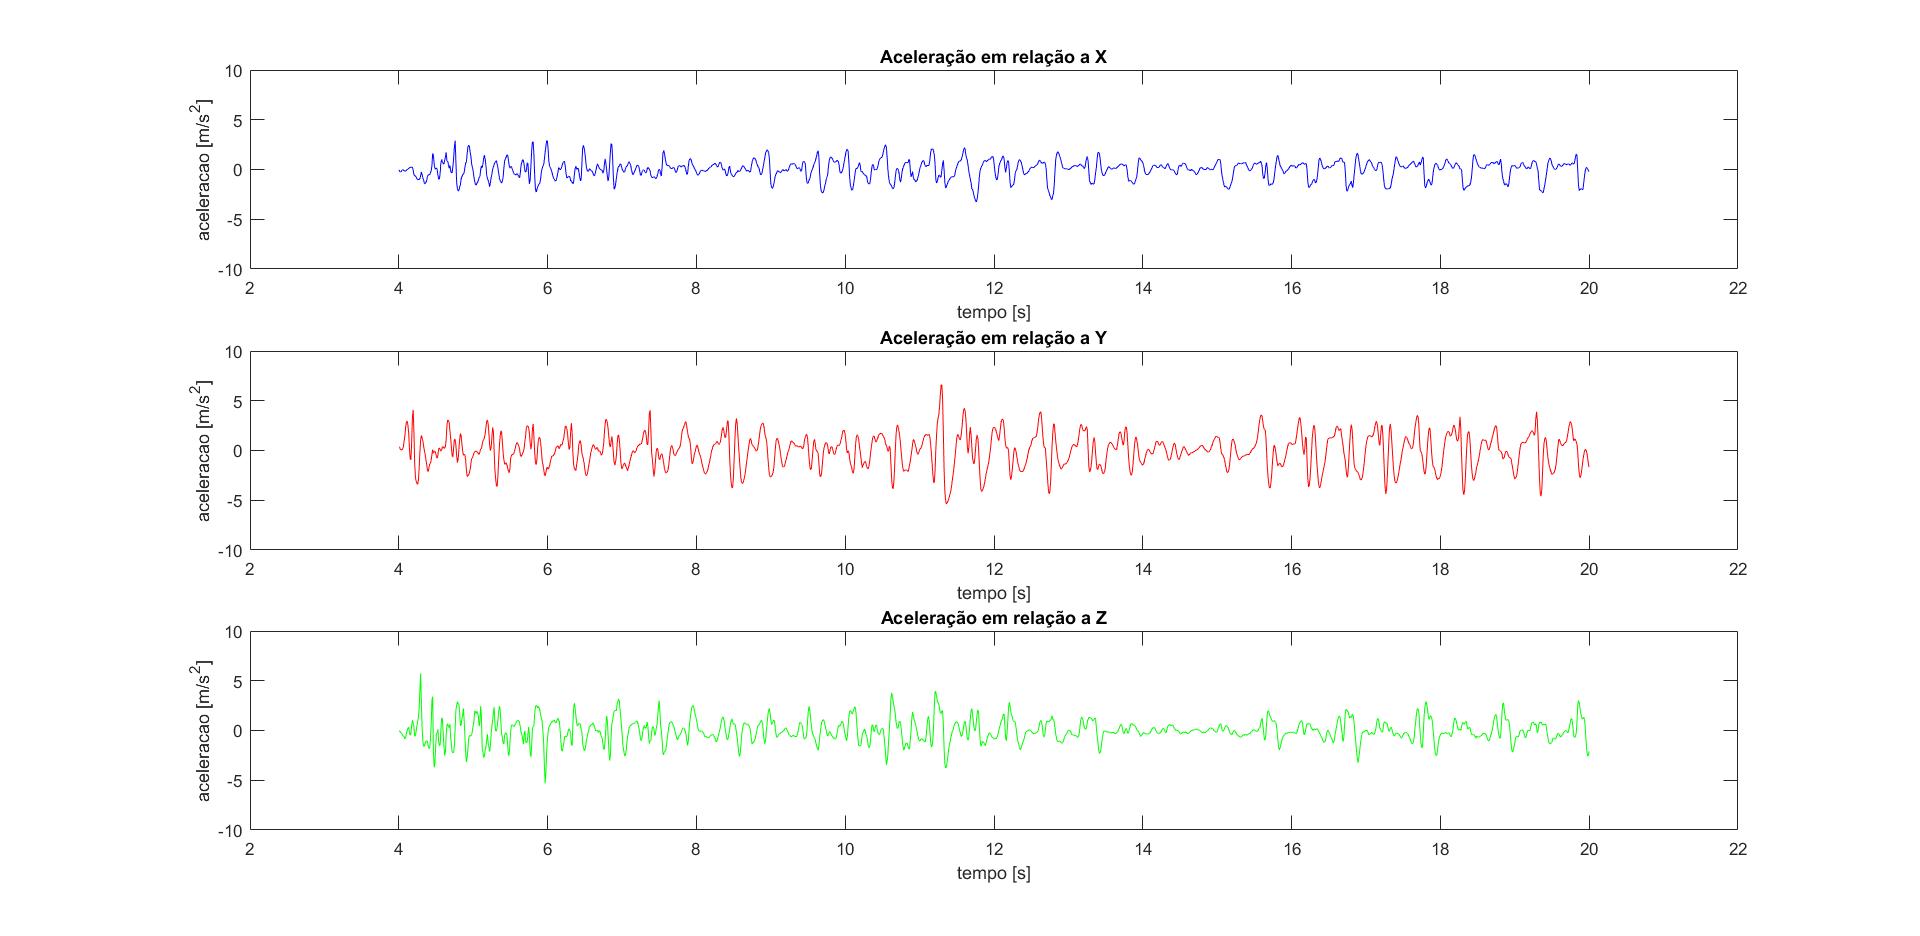 Aceleração em relação a X
aceleracao [m/s²]
10
5
0
-5
-10
2 4 6 8 10 12 14 16 18 20 22
tempo [s]
Aceleração em relação a Y
aceleracao [m/s²]
10
5
0
-5
-10
2 4 6 8 10 12 14 16 18 20 22
tempo [s]
Aceleração em relação a Z
aceleracao [m/s²]
10
5
0
-5
-10
2 4 6 8 10 12 14 16 18 20 22
tempo [s]